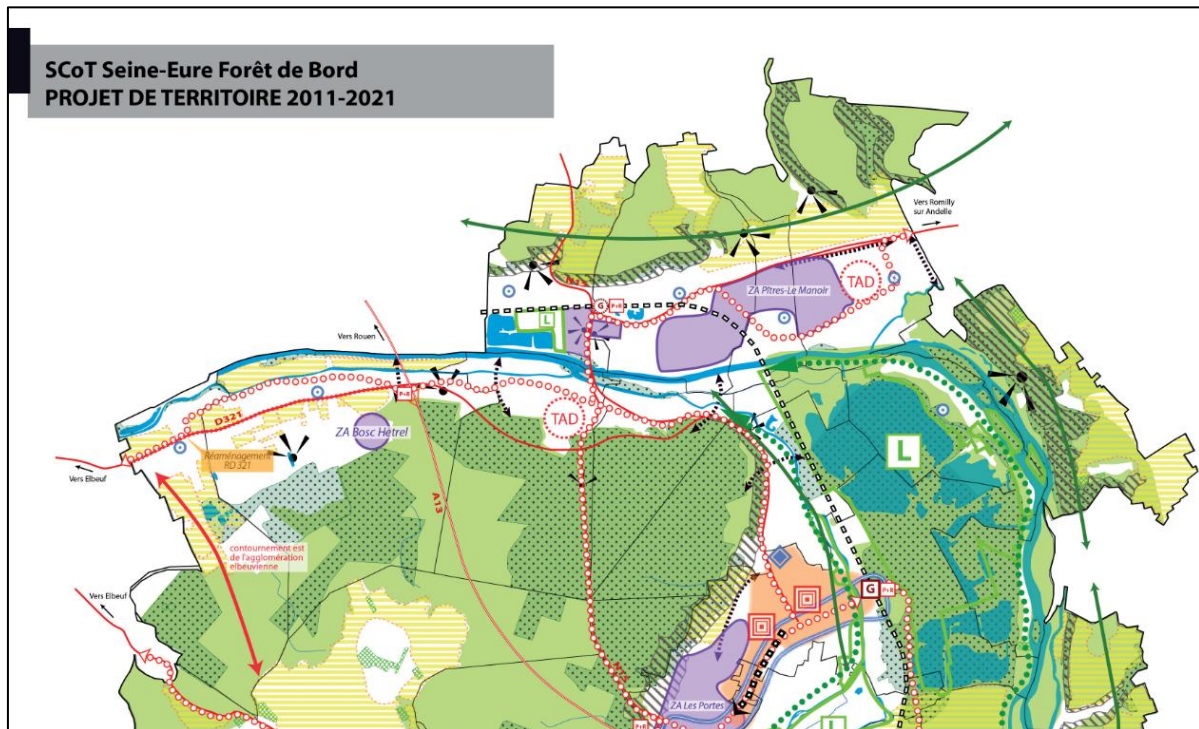 SCoT Seine-Eure Forêt de Bord
PROJET DE TERRITOIRE 2011-2021
Vers Romilly
sur Andelle
ZA Pîtres-Le Manoir
TAD
G
P+R
L
Vers Rouen
P+R
D321
TAD
ZA Bosc Hêtrel
Réaménagement
RD 321
Vers Elbeuf
L
A13
contournement est
de l'agglomération
elbeuvienne
Vers Elbeuf
G
P+R
ZA Les Portes
P+R
L